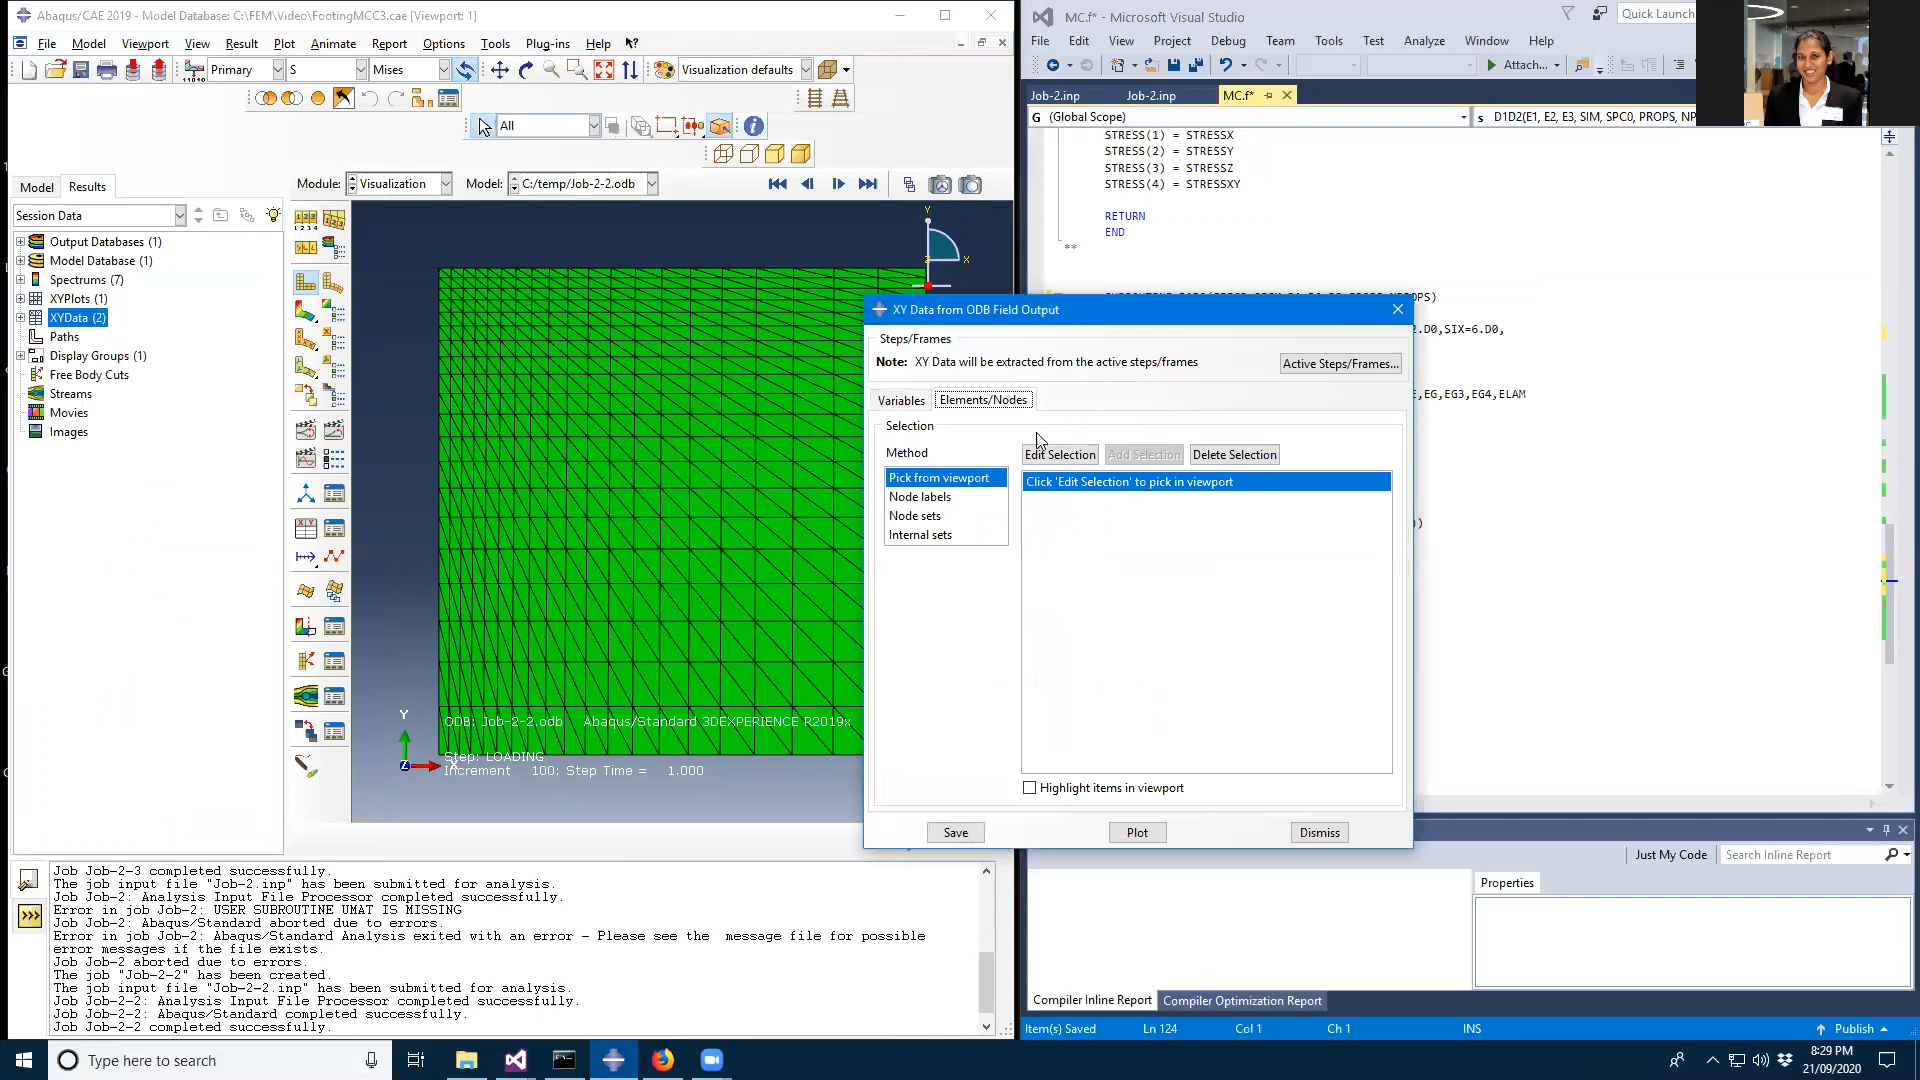 Abaqus/CAE 2019 - Model Database: C:\FEM\Video\FootingMCC3.cae [Viewport: 1]
File Model Viewport View Result Plot Animate Report Options Tools Plug-ins Help
Primary S Mises Visualization defaults
All
Module: Visualization Model: C:/temp/Job-2-2.odb
Model Results
Session Data
Output Databases (1)
Model Database (1)
Spectrums (7)
XYPlots (1)
XYData (2)
Paths
Display Groups (1)
Free Body Cuts
Streams
Movies
Images
Y
X
Z
Y
Z
X
ODB: Job-2-2.odb Abaqus/Standard 3DEXPERIENCE R2019x
Step: LOADING
Increment 100: Step Time = 1.000
XY Data from ODB Field Output
Steps/Frames
Note: XY Data will be extracted from the active steps/frames
Active Steps/Frames...
Variables Elements/Nodes
Selection
Method
Edit Selection Add Selection Delete Selection
Pick from viewport
Node labels
Node sets
Internal sets
Click 'Edit Selection' to pick in viewport
Highlight items in viewport
Save Plot Dismiss
Job Job-2-3 completed successfully.
The job input file "Job-2.inp" has been submitted for analysis.
Job Job-2: Analysis Input File Processor completed successfully.
Error in job Job-2: USER SUBROUTINE UMAT IS MISSING
Job Job-2: Abaqus/Standard aborted due to errors.
Error in job Job-2: Abaqus/Standard Analysis exited with an error - Please see the message file for possible
error messages if the file exists.
Job Job-2 aborted due to errors.
The job "Job-2-2" has been created.
The job input file "Job-2-2.inp" has been submitted for analysis.
Job Job-2-2: Analysis Input File Processor completed successfully.
Job Job-2-2: Abaqus/Standard completed successfully.
Job Job-2-2 completed successfully.
MC.f* - Microsoft Visual Studio
Quick Launch
File Edit View Project Debug Team Tools Test Analyze Window Help
Attach...
Job-2.inp Job-2.inp MC.f*
(Global Scope) D1D2(E1, E2, E3, SIM, SPC0, PROPS, NP
STRESS(1) = STRESSX
STRESS(2) = STRESSY
STRESS(3) = STRESSZ
STRESS(4) = STRESSXY
RETURN
END
**
2.D0,SIX=6.D0,
E,EG,EG3,EG4,ELAM
Just My Code Search Inline Report
Properties
Compiler Inline Report Compiler Optimization Report
Item(s) Saved Ln 124 Col 1 Ch 1 INS Publish
Type here to search
8:29 PM
21/09/2020